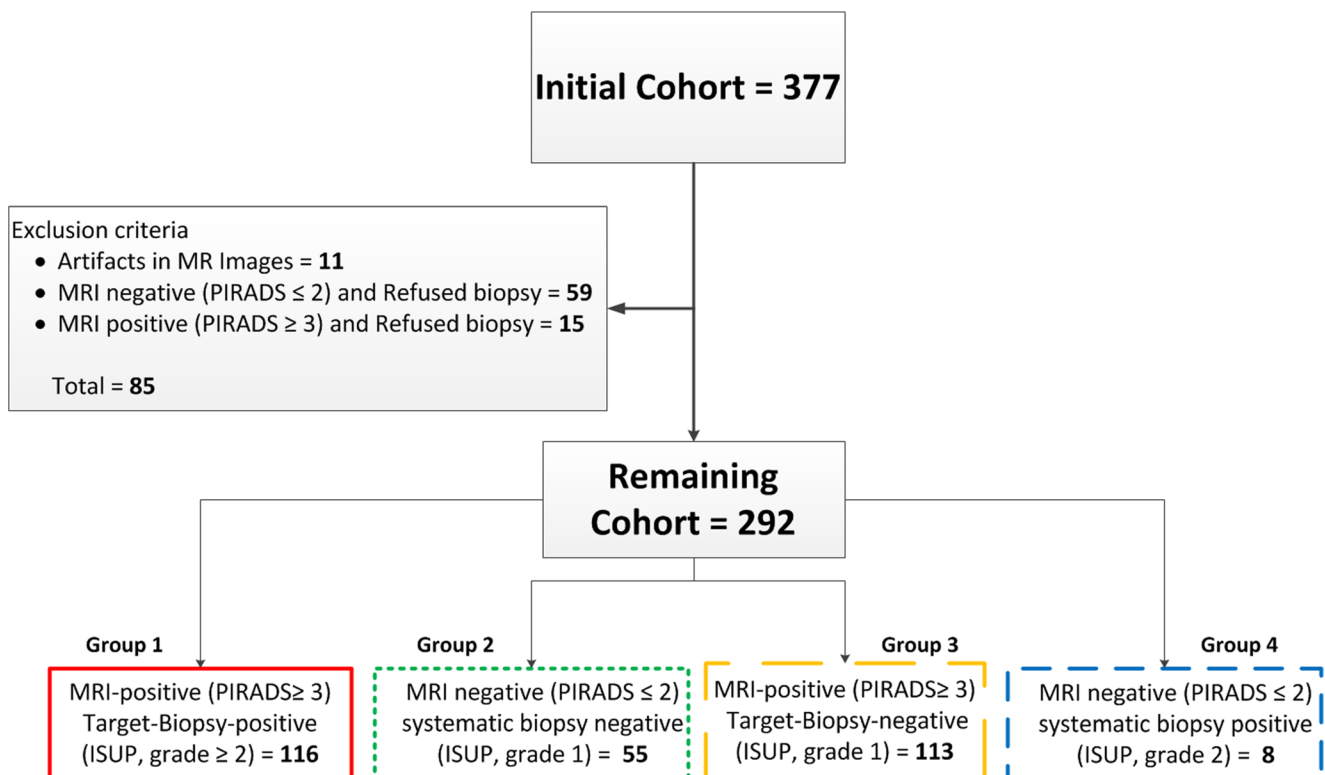 Initial Cohort = 377
Exclusion criteria
• Artifacts in MR Images = 11
• MRI negative (PIRADS ≤ 2) and Refused biopsy = 59
• MRI positive (PIRADS ≥ 3) and Refused biopsy = 15
Total = 85
Remaining
Cohort = 292
Group 1
MRI-positive (PIRADS≥ 3)
Target-Biopsy-positive
(ISUP, grade ≥ 2) = 116
Group 2
MRI negative (PIRADS ≤ 2)
systematic biopsy negative
(ISUP, grade 1) = 55
Group 3
MRI-positive (PIRADS≥ 3)
Target-Biopsy-negative
(ISUP, grade 1) = 113
Group 4
MRI negative (PIRADS ≤ 2)
systematic biopsy positive
(ISUP, grade 2) = 8